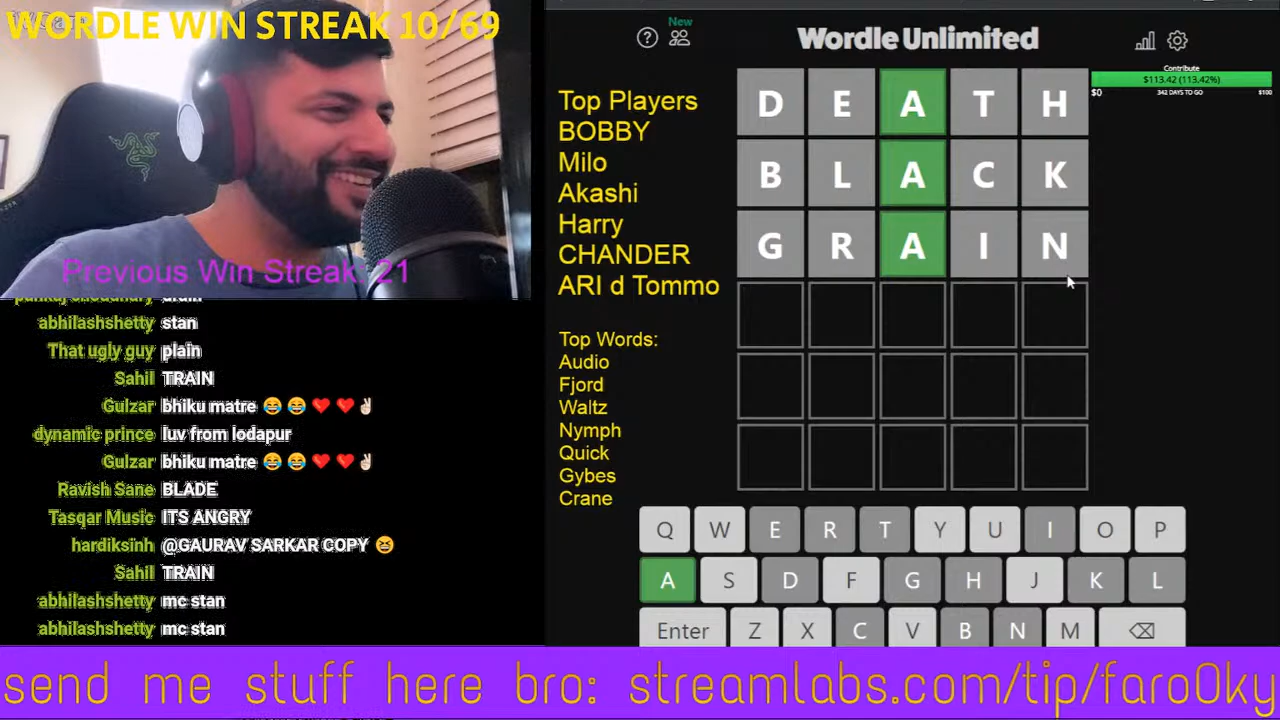 WORDLE WIN STREAK 10/69
Previous Win Streak: 21
abhilashshetty stan
That ugly guy plain
Sahil TRAIN
Gulzar bhiku matre 😂 😂 ❤️ ❤️ ✌🏻
dynamic prince luv from lodapur
Gulzar bhiku matre 😂 😂 ❤️ ❤️ ✌🏻
Ravish Sane BLADE
Tasqar Music ITS ANGRY
hardiksinh @GAURAV SARKAR COPY 😆
Sahil TRAIN
abhilashshetty mc stan
abhilashshetty mc stan
New
Wordle Unlimited
Contribute
$113.42 (113.42%)
$0 342 DAYS TO GO $100
Top Players
BOBBY
Milo
Akashi
Harry
CHANDER
ARI d Tommo
Top Words:
Audio
Fjord
Waltz
Nymph
Quick
Gybes
Crane
D E A T H
B L A C K
G R A I N
Q W E R T Y U I O P
A S D F G H J K L
Enter Z X C V B N M
send me stuff here bro: streamlabs.com/tip/faro0ky